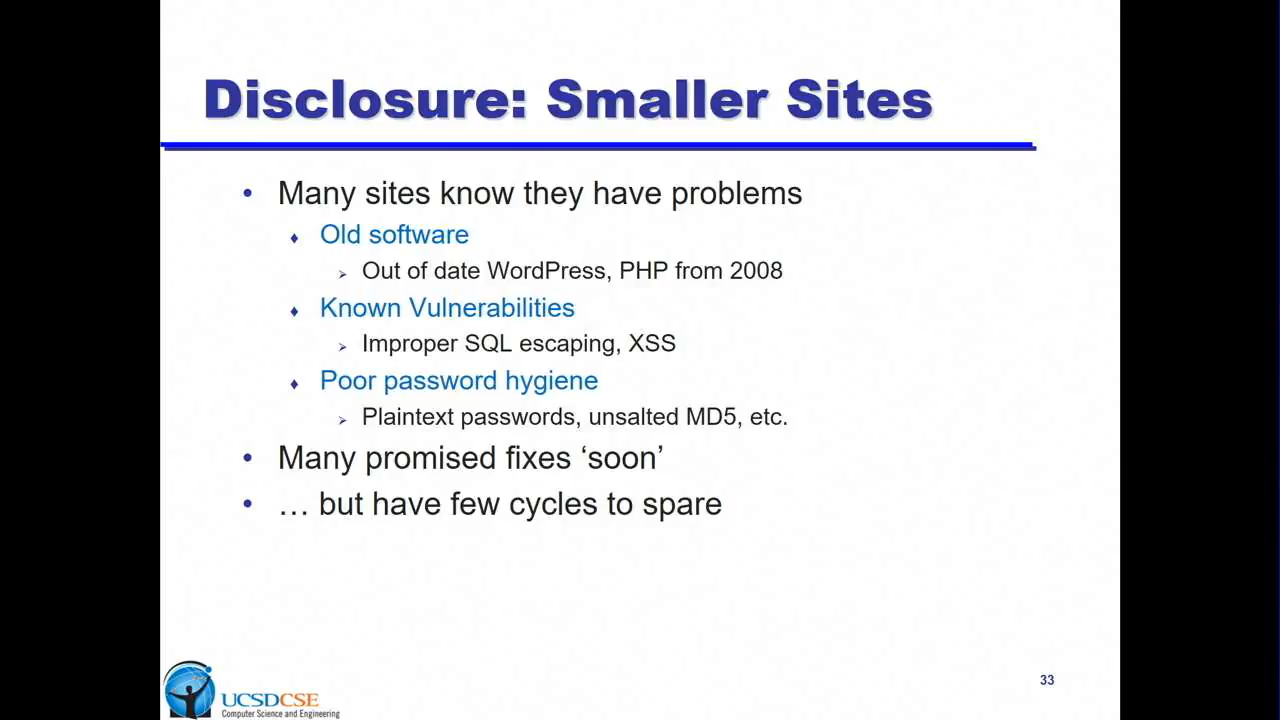 Disclosure: Smaller Sites
• Many sites know they have problems
♦ Old software
➢ Out of date WordPress, PHP from 2008
♦ Known Vulnerabilities
➢ Improper SQL escaping, XSS
♦ Poor password hygiene
➢ Plaintext passwords, unsalted MD5, etc.
• Many promised fixes ‘soon’
• … but have few cycles to spare
33
UCSDCSE
Computer Science and Engineering